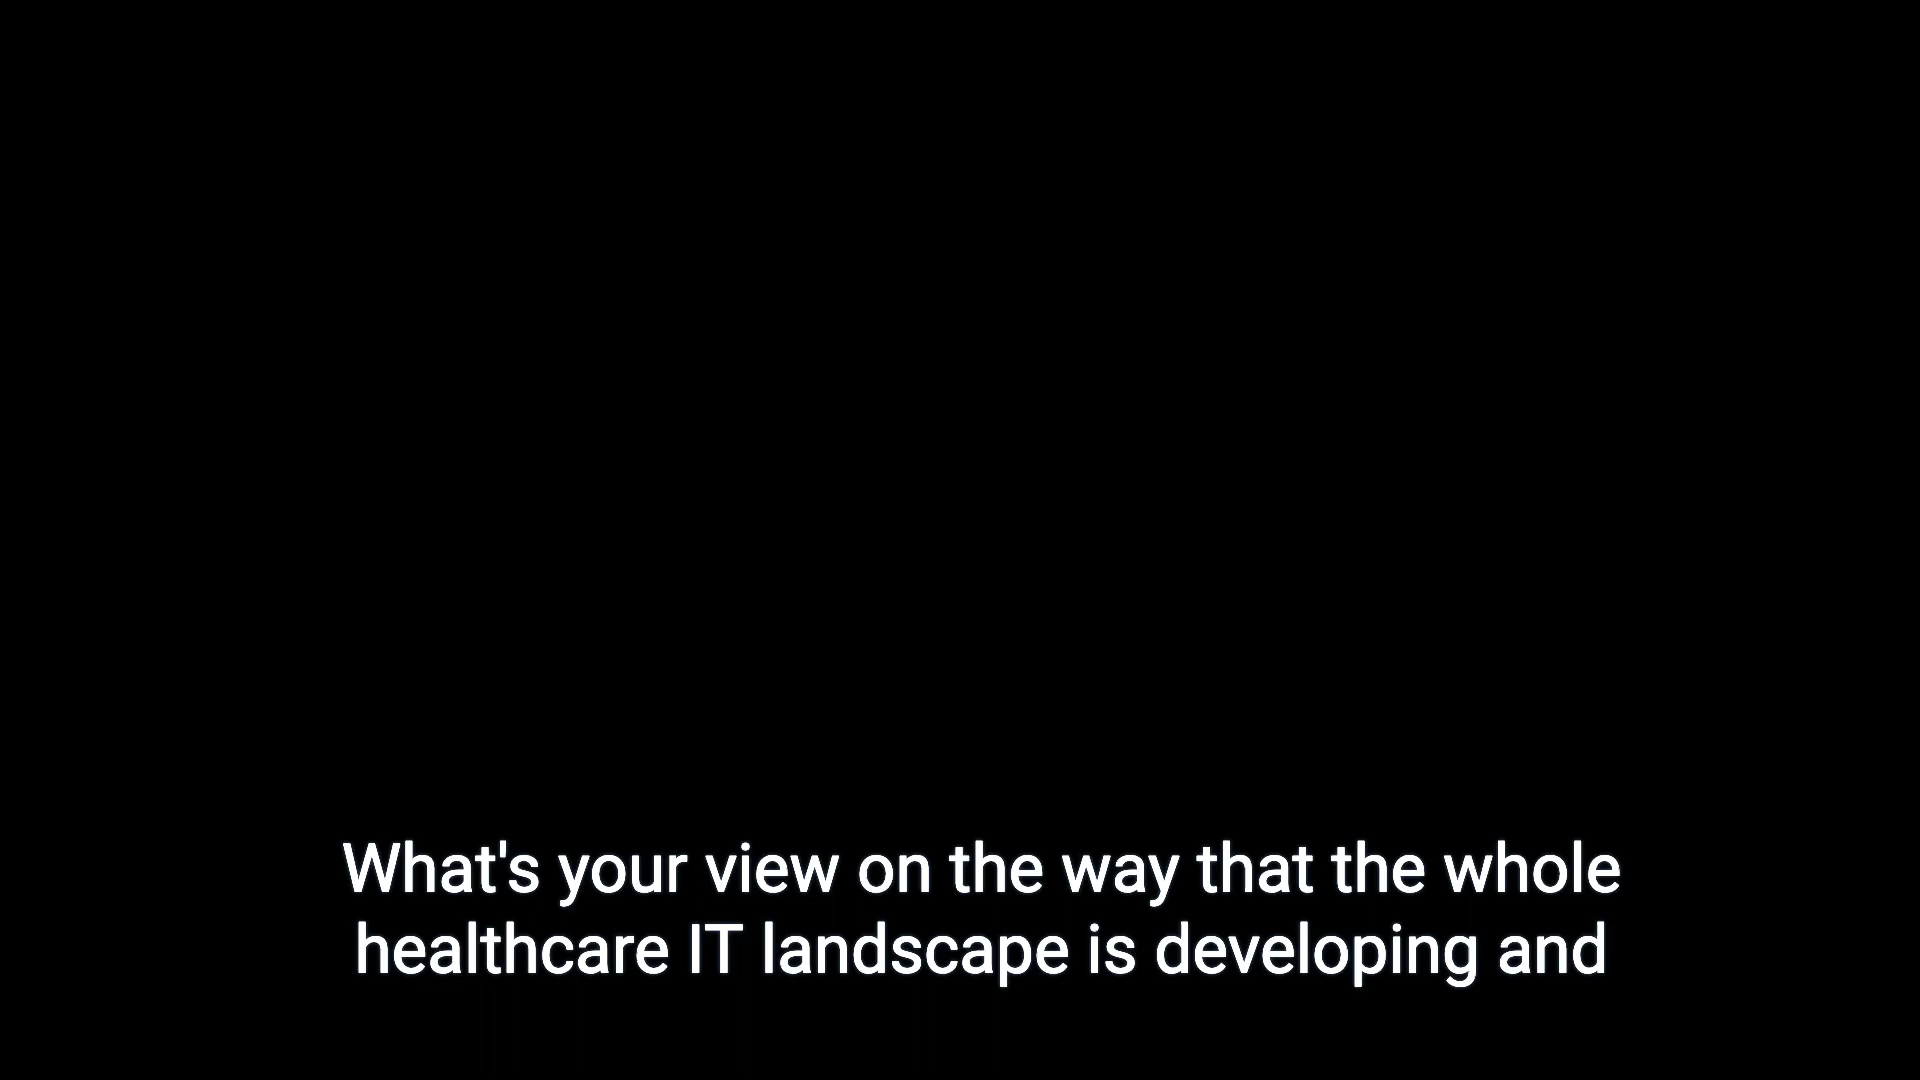 What's your view on the way that the whole
healthcare IT landscape is developing and